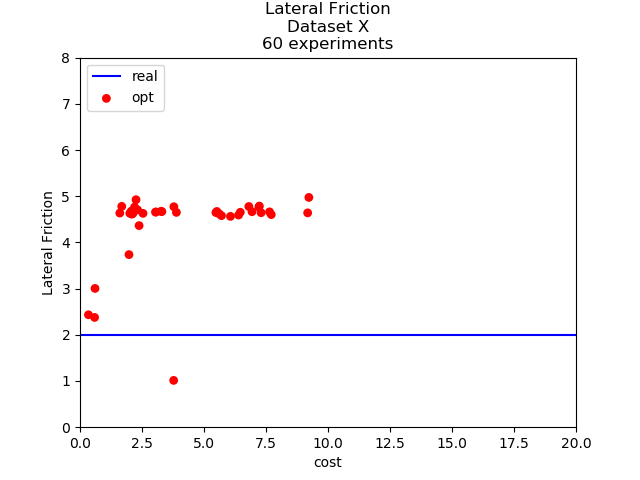 Lateral Friction
Dataset X
60 experiments
real
opt
Lateral Friction
8
7
6
5
4
3
2
1
0
0.0 2.5 5.0 7.5 10.0 12.5 15.0 17.5 20.0
cost